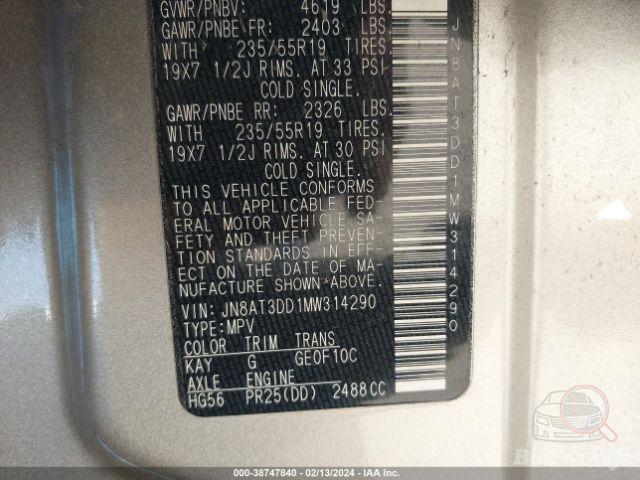 GVWR/PNBV: 4619 LBS.
GAWR/PNBE FR: 2403 LBS.
WITH 235/55R19 TIRES.
19X7 1/2J RIMS. AT 33 PSI
COLD SINGLE.
GAWR/PNBE RR: 2326 LBS.
WITH 235/55R19 TIRES.
19X7 1/2J RIMS. AT 30 PSI
COLD SINGLE.
THIS VEHICLE CONFORMS
TO ALL APPLICABLE FED-
ERAL MOTOR VEHICLE SA-
FETY AND THEFT PREVEN-
TION STANDARDS IN EFF-
ECT ON THE DATE OF MA-
NUFACTURE SHOWN ABOVE.
VIN: JN8AT3DD1MW314290
TYPE:MPV
COLOR TRIM TRANS
KAY G GE0F10C
AXLE ENGINE
HG56 PR25(DD) 2488CC
JN8AT3DD1MW314290
000-38747840 - 02/13/2024 - IAA Inc.